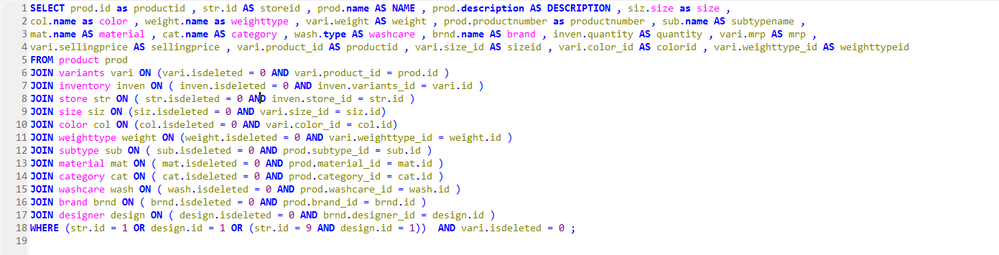 1 SELECT prod.id as productid , str.id AS storeid , prod.name AS NAME , prod.description AS DESCRIPTION , siz.size as size ,
2 col.name as color , weight.name as weighttype , vari.weight AS weight , prod.productnumber as productnumber , sub.name AS subtypename ,
3 mat.name AS material , cat.name AS category , wash.type AS washcare , brnd.name AS brand , inven.quantity AS quantity , vari.mrp AS mrp ,
4 vari.sellingprice AS sellingprice , vari.product_id AS productid , vari.size_id AS sizeid , vari.color_id AS colorid , vari.weighttype_id AS weighttypeid
5 FROM product prod
6 JOIN variants vari ON (vari.isdeleted = 0 AND vari.product_id = prod.id )
7 JOIN inventory inven ON ( inven.isdeleted = 0 AND inven.variants_id = vari.id )
8 JOIN store str ON ( str.isdeleted = 0 AND inven.store_id = str.id )
9 JOIN size siz ON (siz.isdeleted = 0 AND vari.size_id = siz.id)
10 JOIN color col ON (col.isdeleted = 0 AND vari.color_id = col.id)
11 JOIN weighttype weight ON (weight.isdeleted = 0 AND vari.weighttype_id = weight.id )
12 JOIN subtype sub ON ( sub.isdeleted = 0 AND prod.subtype_id = sub.id )
13 JOIN material mat ON ( mat.isdeleted = 0 AND prod.material_id = mat.id )
14 JOIN category cat ON ( cat.isdeleted = 0 AND prod.category_id = cat.id )
15 JOIN washcare wash ON ( wash.isdeleted = 0 AND prod.washcare_id = wash.id )
16 JOIN brand brnd ON ( brnd.isdeleted = 0 AND prod.brand_id = brnd.id )
17 JOIN designer design ON ( design.isdeleted = 0 AND brnd.designer_id = design.id )
18 WHERE (str.id = 1 OR design.id = 1 OR (str.id = 9 AND design.id = 1))  AND vari.isdeleted = 0 ;
19